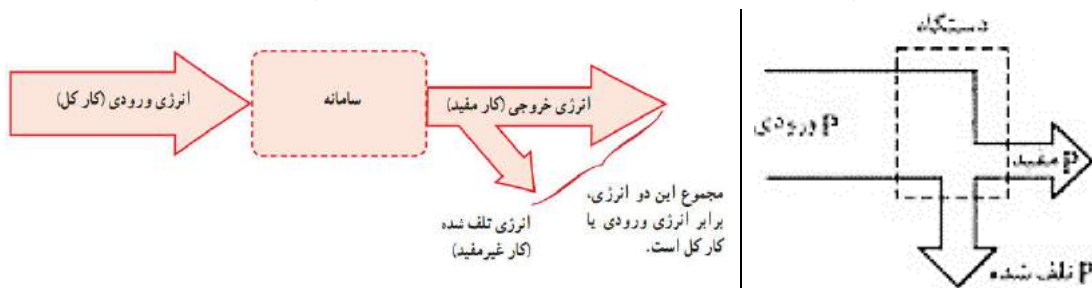 انرژی ورودی (کار کل)
سامانه
انرژی خروجی (کار مفید)
انرژی تلف شده
(کار غیرمفید)
مجموع این دو انرژی،
برابر انرژی ورودی یا
کار کل است.
دستگاه
P ورودی
P مفید
P تلف شده